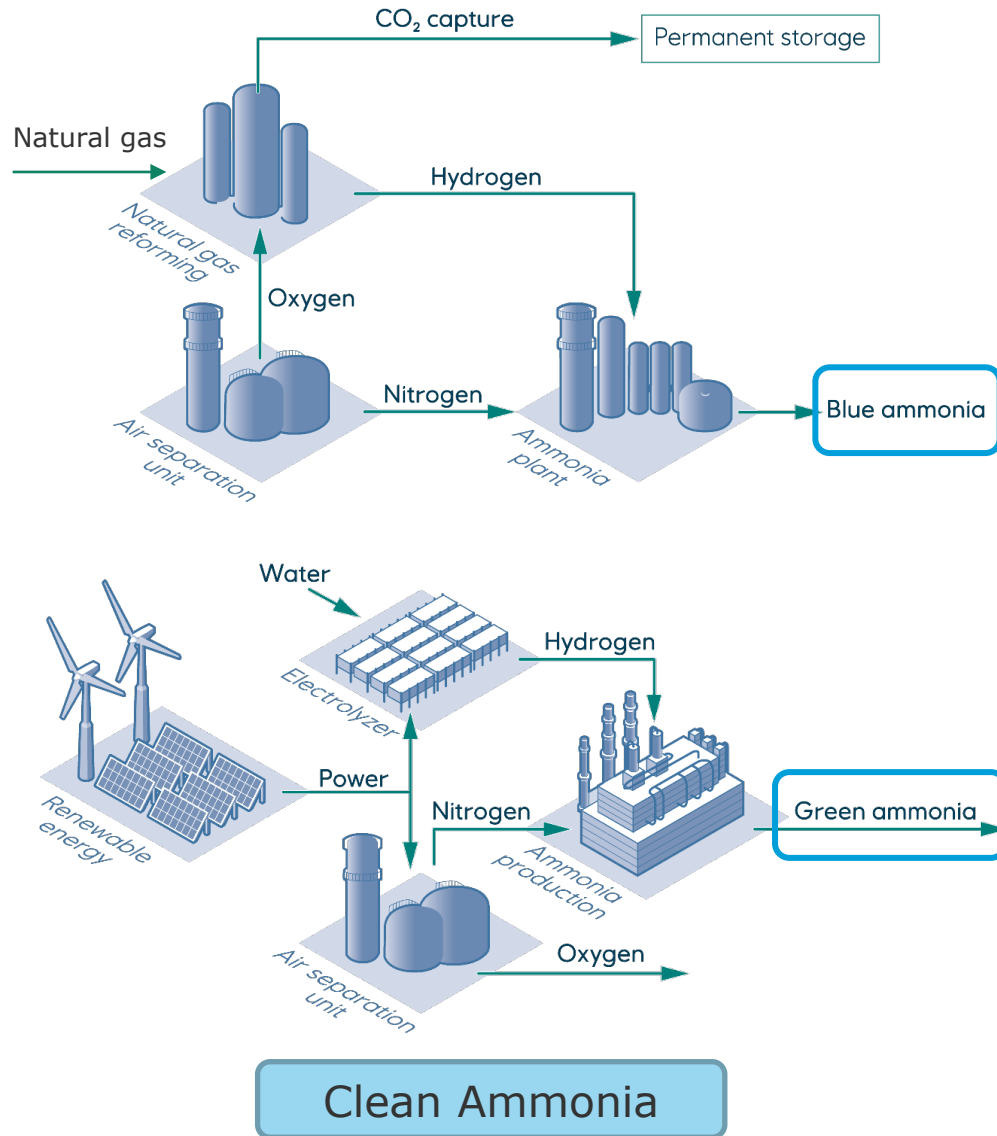 CO₂ capture
Permanent storage
Natural gas
Hydrogen
Natural gas
reforming
Oxygen
Nitrogen
Blue ammonia
Air separation
unit
Ammonia
plant
Water
Hydrogen
Electrolyzer
Power
Nitrogen
Green ammonia
Renewable
energy
Ammonia
production
Oxygen
Air separation
unit
Clean Ammonia